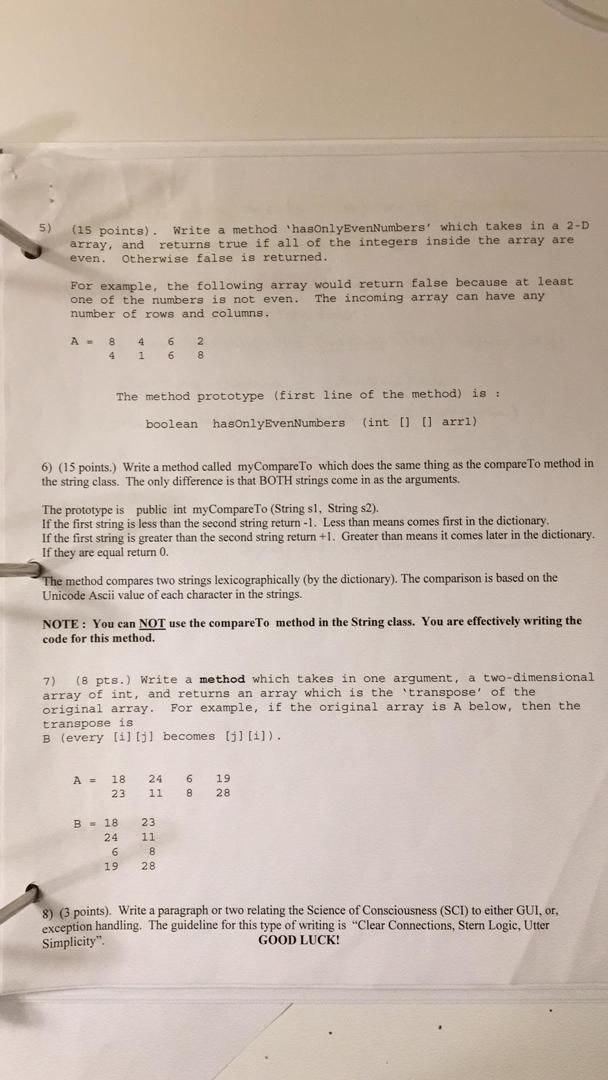 5) (15 points). Write a method 'hasOnlyEvenNumbers' which takes in a 2-D
array, and returns true if all of the integers inside the array are
even. Otherwise false is returned.
For example, the following array would return false because at least
one of the numbers is not even. The incoming array can have any
number of rows and columns.
A = 8 4 6 2
4 1 6 8
The method prototype (first line of the method) is :
boolean hasOnlyEvenNumbers (int [] [] arr1)
6) (15 points.) Write a method called myCompareTo which does the same thing as the compareTo method in
the string class. The only difference is that BOTH strings come in as the arguments.
The prototype is public int myCompareTo (String s1, String s2).
If the first string is less than the second string return -1. Less than means comes first in the dictionary.
If the first string is greater than the second string return +1. Greater than means it comes later in the dictionary.
If they are equal return 0.
The method compares two strings lexicographically (by the dictionary). The comparison is based on the
Unicode Ascii value of each character in the strings.
NOTE : You can NOT use the compareTo method in the String class. You are effectively writing the
code for this method.
7) (8 pts.) Write a method which takes in one argument, a two-dimensional
array of int, and returns an array which is the 'transpose' of the
original array. For example, if the original array is A below, then the
transpose is
B (every [i][j] becomes [j][i]).
A = 18 24 6 19
23 11 8 28
B = 18 23
24 11
6 8
19 28
8) (3 points). Write a paragraph or two relating the Science of Consciousness (SCI) to either GUI, or,
exception handling. The guideline for this type of writing is "Clear Connections, Stern Logic, Utter
Simplicity". GOOD LUCK!